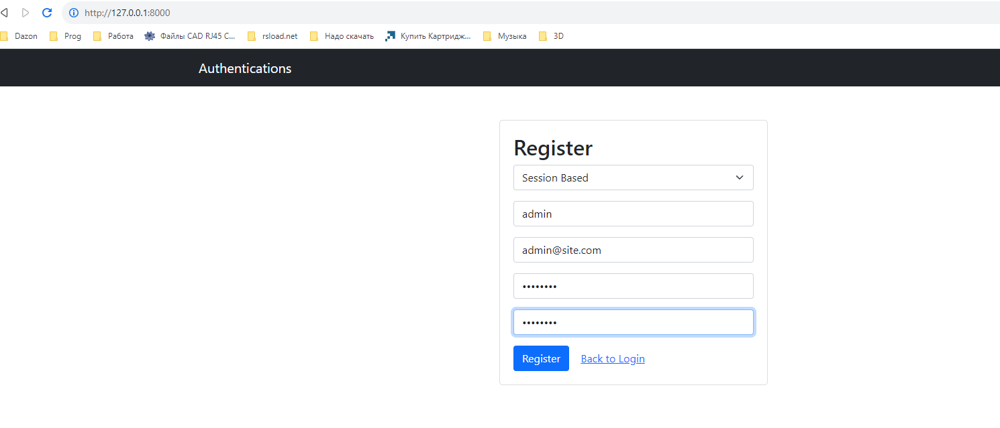 http://127.0.0.1:8000
Dazon Prog Работа Файлы CAD RJ45 C... rsload.net Надо скачать Купить Картридж... Музыка 3D
Authentications
Register
Session Based
admin
admin@site.com
••••••••
••••••••
Register Back to Login